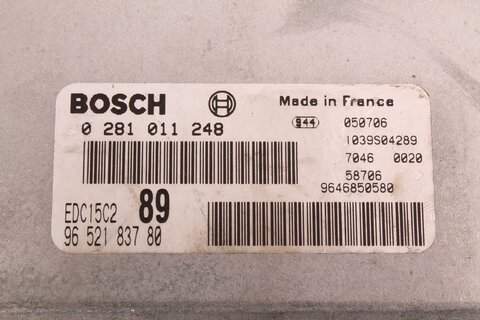 BOSCH
Made in France
0 281 011 248
944 050706
1039S04289
7046 0020
58706
9646850580
EDC15C2 89
96 521 837 80